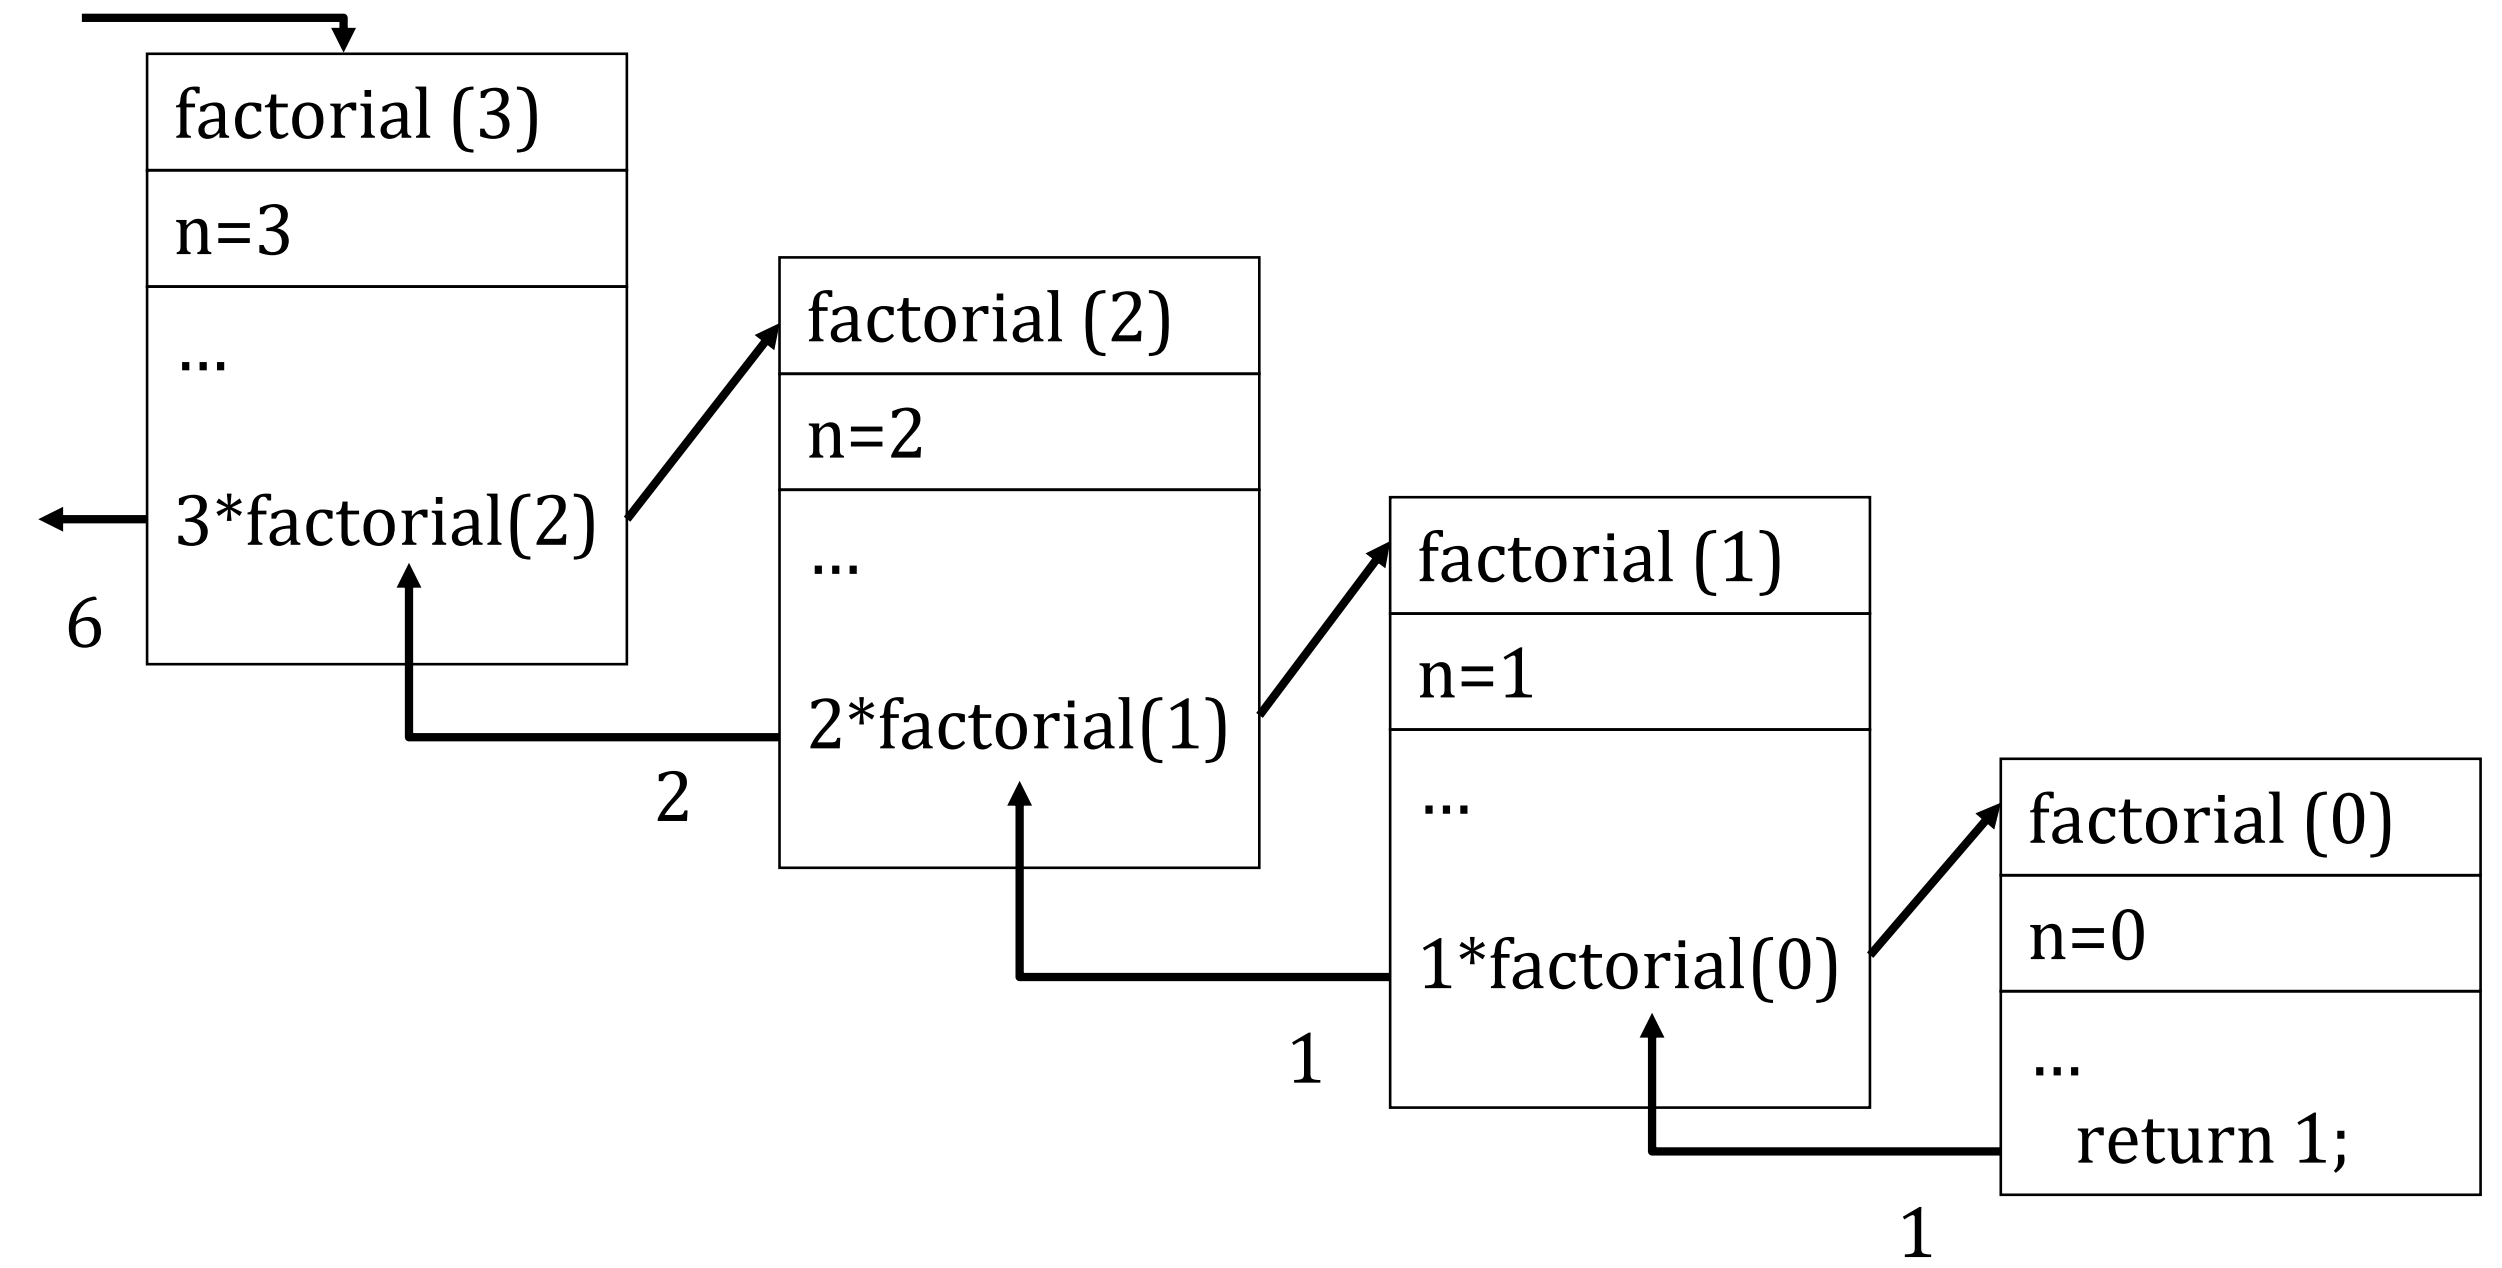 factorial (3)
n=3
...
3*factorial(2)
6
factorial (2)
n=2
...
2*factorial(1)
2
factorial (1)
n=1
...
1*factorial(0)
1
factorial (0)
n=0
...
return 1;
1